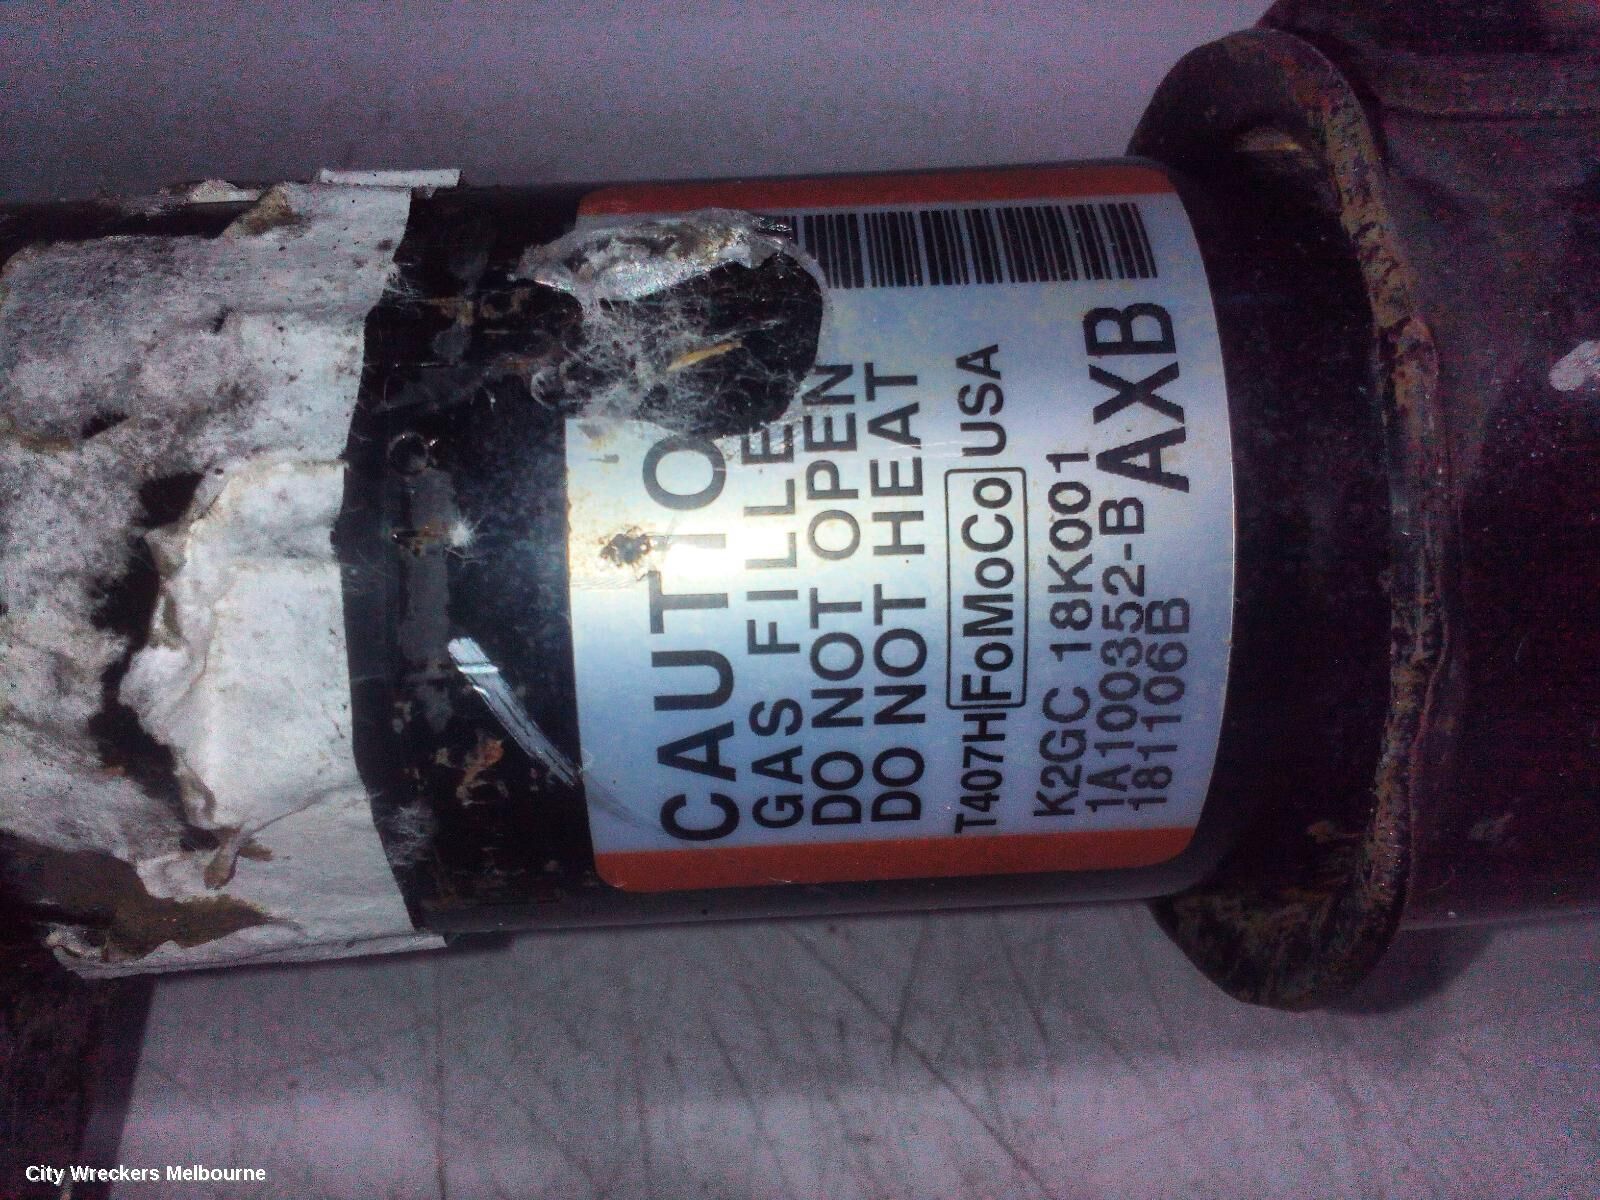 CAUTIO
GAS FILLE
DO NOT OPEN
DO NOT HEAT
T407H FoMoCo USA
K2GC 18K001
1A100352-B AXB
181106B
City Wreckers Melbourne